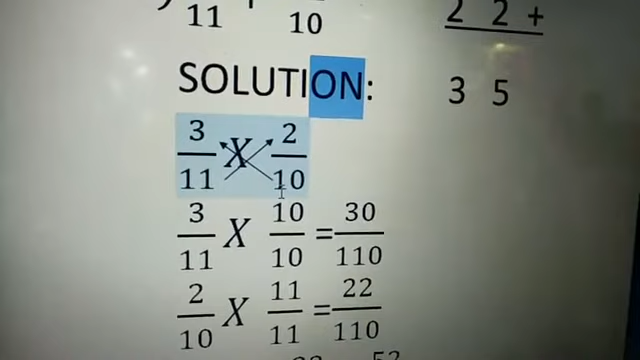 11 10
2 2 +
SOLUTION:
3 5
3/11 X 2/10
3/11 X 10/10 = 30/110
2/10 X 11/11 = 22/110
52